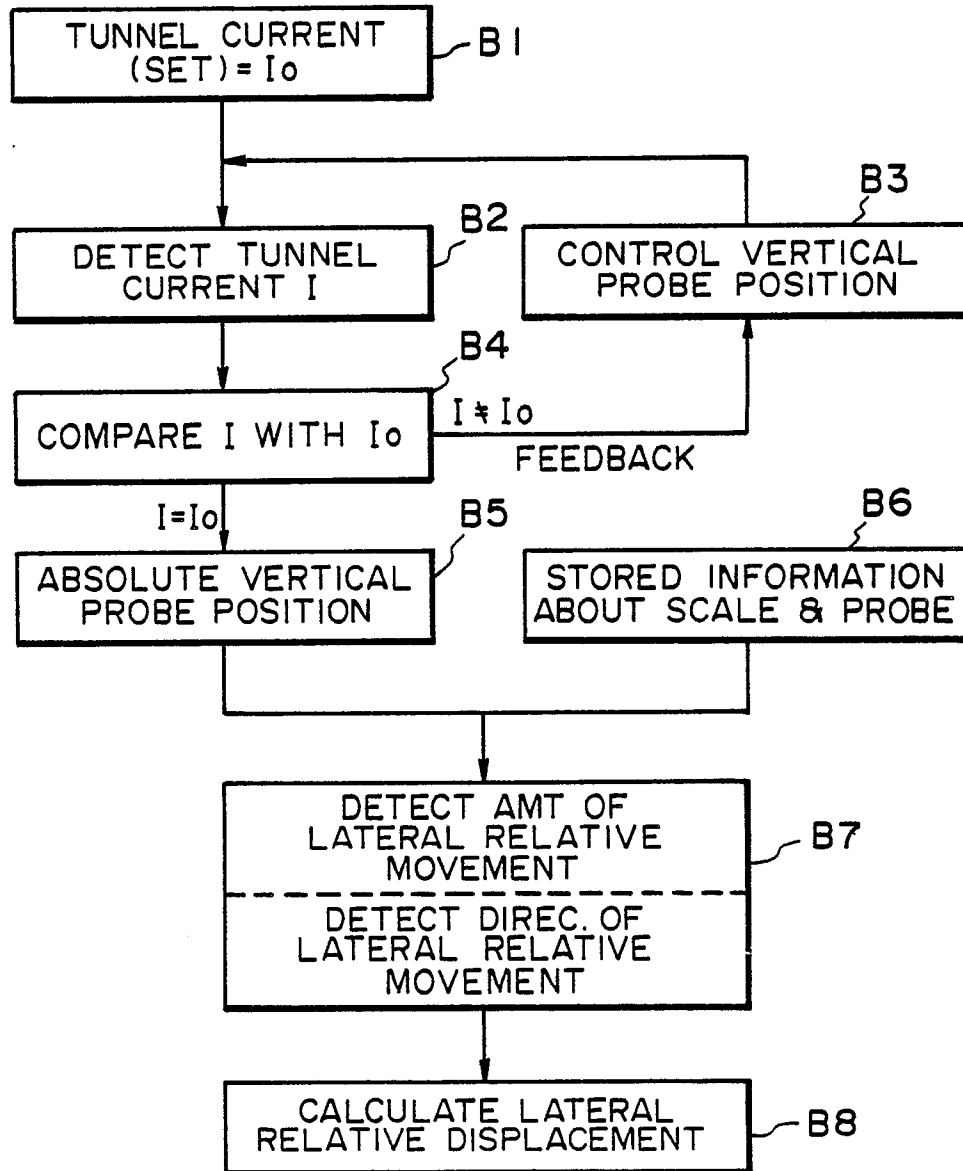 TUNNEL CURRENT
(SET) = Io
B1
B3
B2
DETECT TUNNEL
CURRENT I
CONTROL VERTICAL
PROBE POSITION
B4
COMPARE I WITH Io
I ≠ Io
FEEDBACK
I = Io
B5
B6
ABSOLUTE VERTICAL
PROBE POSITION
STORED INFORMATION
ABOUT SCALE & PROBE
DETECT AMT OF
LATERAL RELATIVE
MOVEMENT
B7
DETECT DIREC. OF
LATERAL RELATIVE
MOVEMENT
CALCULATE LATERAL
RELATIVE DISPLACEMENT
B8